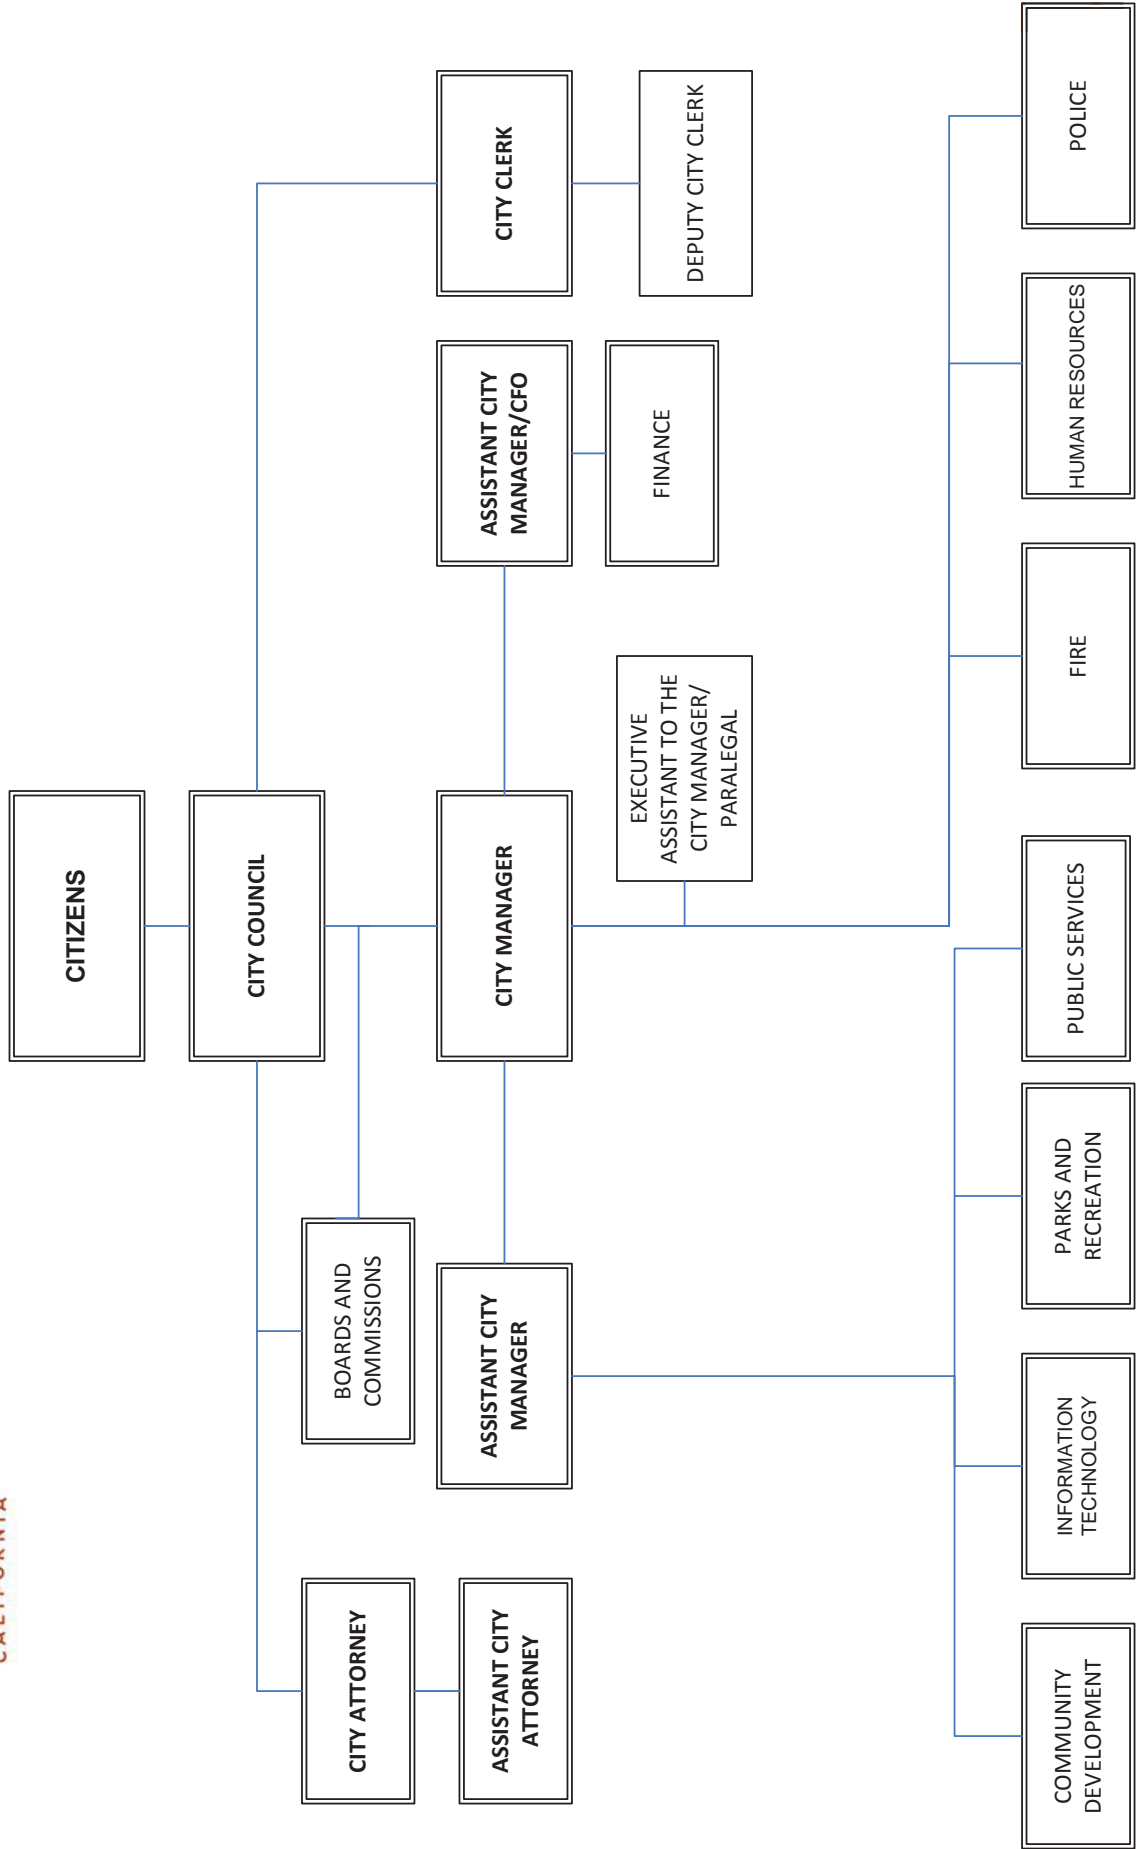 CALIFORNIA
CITIZENS
CITY COUNCIL
CITY ATTORNEY
BOARDS AND
COMMISSIONS
ASSISTANT CITY
ATTORNEY
ASSISTANT CITY
MANAGER
CITY MANAGER
ASSISTANT CITY
MANAGER/CFO
CITY CLERK
EXECUTIVE
ASSISTANT TO THE
CITY MANAGER/
PARALEGAL
FINANCE
DEPUTY CITY CLERK
COMMUNITY
DEVELOPMENT
INFORMATION
TECHNOLOGY
PARKS AND
RECREATION
PUBLIC SERVICES
FIRE
HUMAN RESOURCES
POLICE